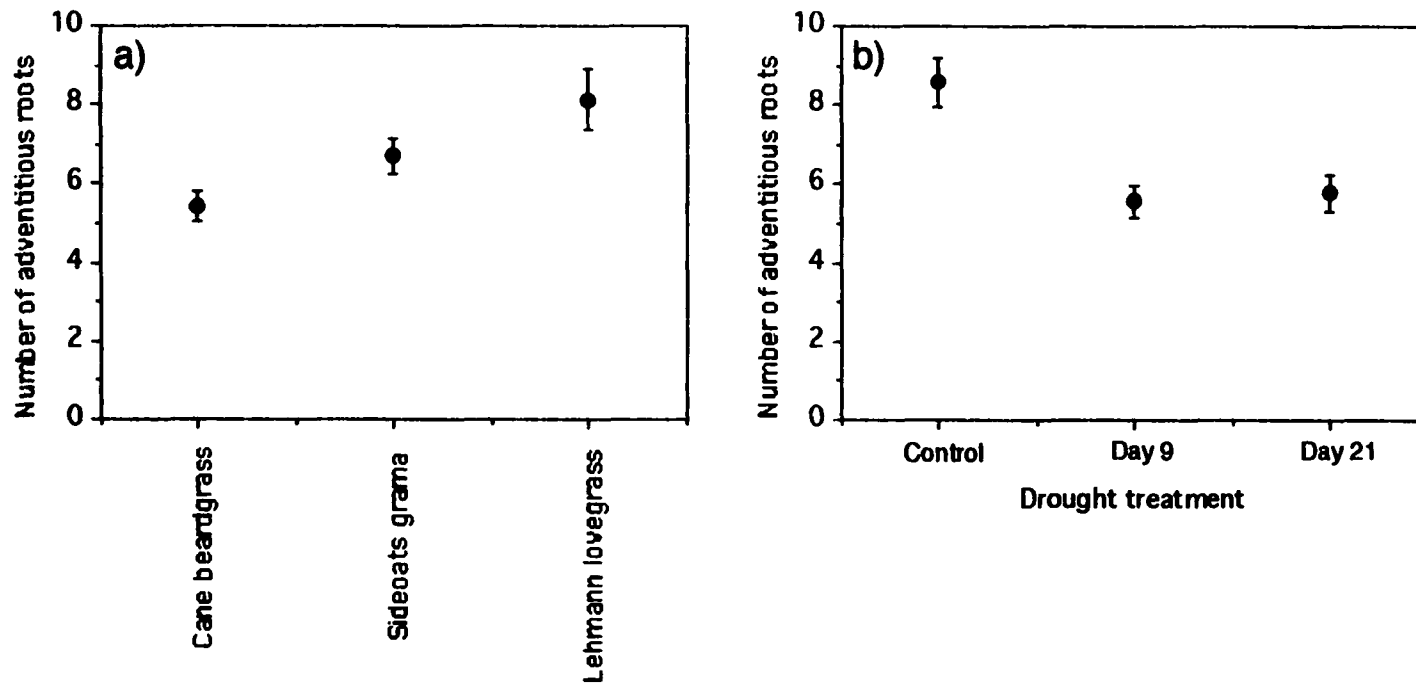 a)
Number of adventitious roots
10
8
6
4
2
0
Cane beardgrass
Sideoats grama
Lehmann lovegrass
b)
Number of adventitious roots
10
8
6
4
2
0
Control
Day 9
Day 21
Drought treatment